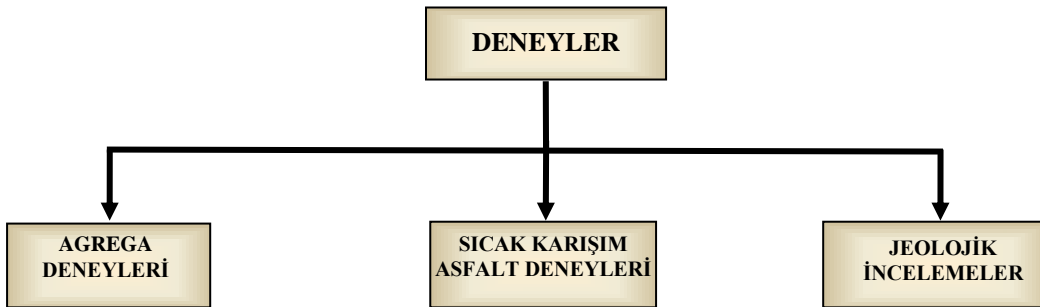 DENEYLER
AGREGA
DENEYLERİ
SICAK KARIŞIM
ASFALT DENEYLERİ
JEOLOJİK
İNCELEMELER